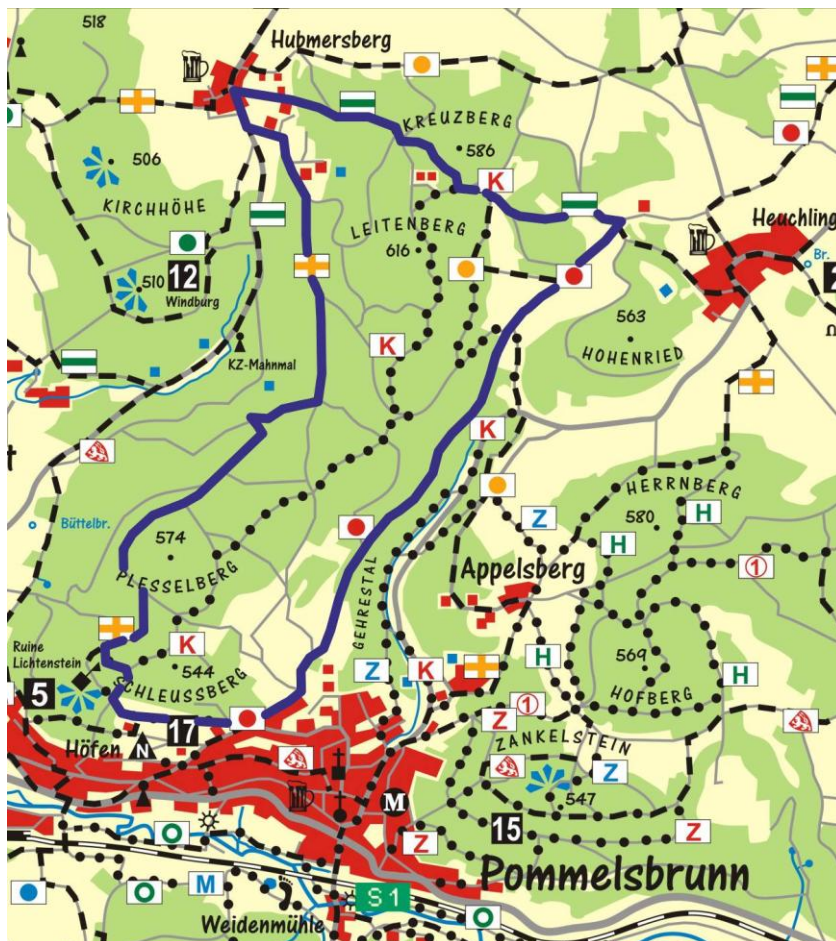 518
Hubmersberg
KREUZBERG
586
506
KIRCHHÖHE
K
LEITENBERG
616
Heuchling
Br.
510
12
Windburg
563
HOHENRIED
KZ-Mahnmal
K
K
Büttelbr.
574
PLESSELBERG
Z
HERRNBERG
580
H
H
1
GEHRESTAL
Appelsberg
Ruine
Lichtenstein
K
544
SCHLEUSSBERG
5
Z
K
H
569
HOFBERG
H
17
Höfen
N
Z
1
ZANKELSTEIN
Z
547
M
15
Z
Z
Pommelsbrunn
M
S1
Weidenmühle